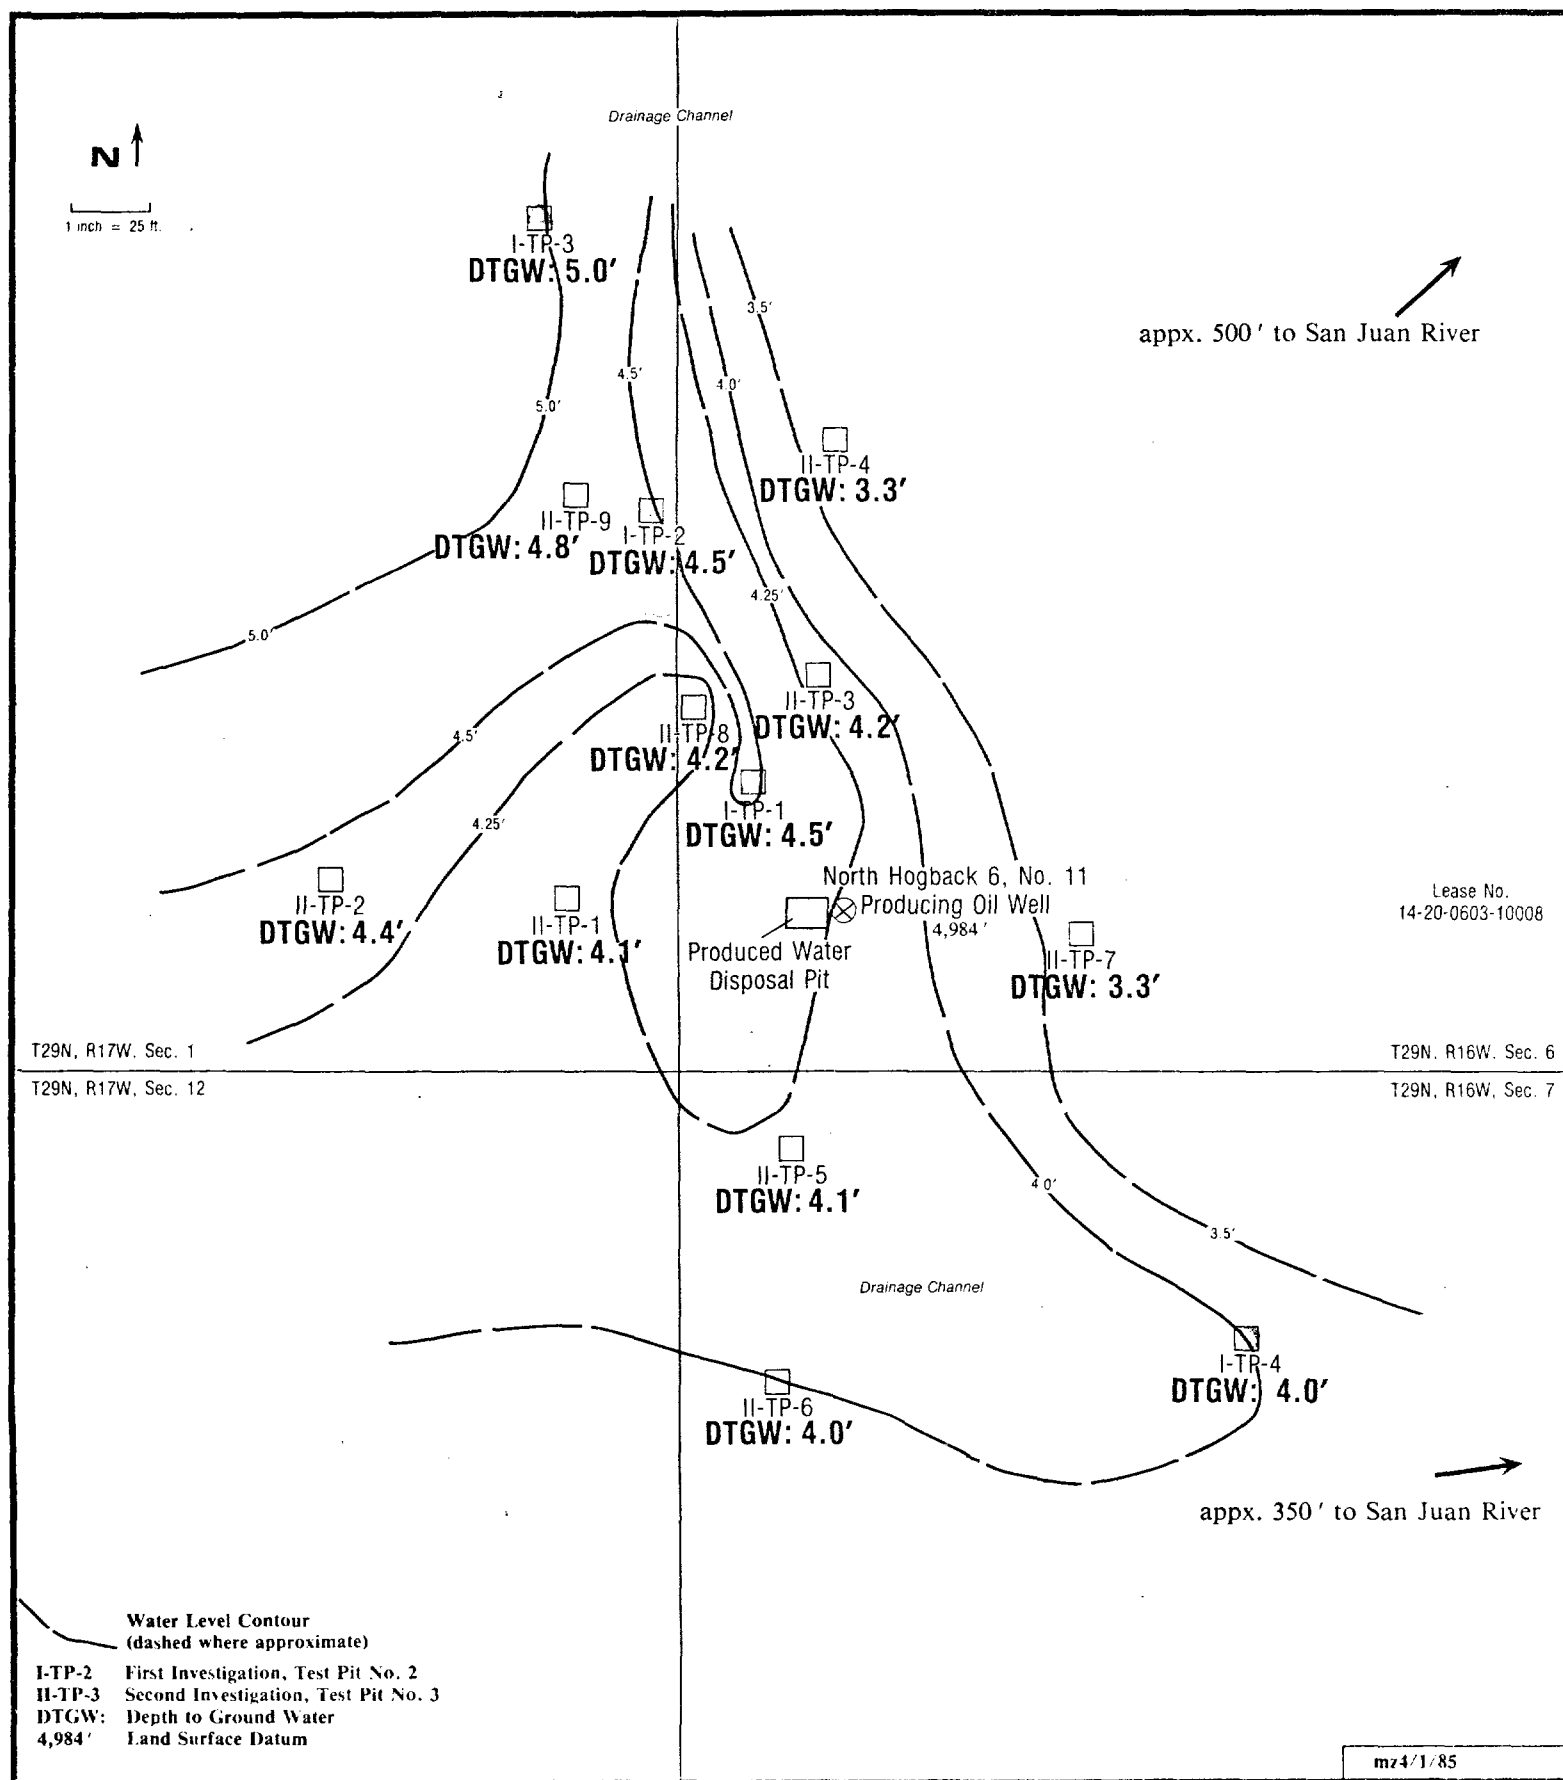 Drainage Channel
N
1 inch = 25 ft.
I-TP-3
DTGW: 5.0'
3.5'
appx. 500' to San Juan River
4.5'
4.0'
5.0'
II-TP-4
DTGW: 3.3'
II-TP-9
DTGW: 4.8'
I-TP-2
DTGW: 4.5'
4.25'
5.0'
II-TP-3
DTGW: 4.2'
II-TP-8
DTGW: 4.2'
4.5'
I-TP-1
DTGW: 4.5'
4.25'
II-TP-2
DTGW: 4.4'
II-TP-1
DTGW: 4.1'
North Hogback 6, No. 11
Producing Oil Well
4,984'
Lease No.
14-20-0603-10008
Produced Water
Disposal Pit
II-TP-7
DTGW: 3.3'
T29N, R17W. Sec. 1
T29N. R16W. Sec. 6
T29N, R17W, Sec. 12
T29N, R16W, Sec. 7
II-TP-5
DTGW: 4.1'
4.0'
3.5'
Drainage Channel
I-TP-4
DTGW: 4.0'
II-TP-6
DTGW: 4.0'
appx. 350' to San Juan River
Water Level Contour
(dashed where approximate)
I-TP-2 First Investigation, Test Pit No. 2
II-TP-3 Second Investigation, Test Pit No. 3
DTGW: Depth to Ground Water
4,984' Land Surface Datum
mz4/1/85